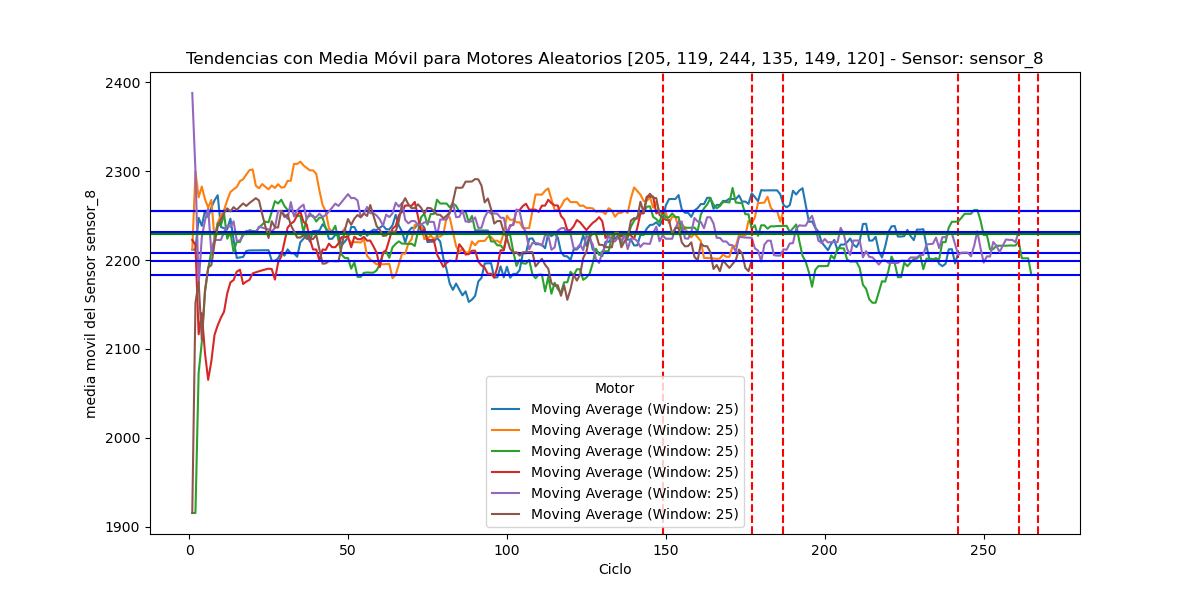 Tendencias con Media Móvil para Motores Aleatorios [205, 119, 244, 135, 149, 120] - Sensor: sensor_8
media movil del Sensor sensor_8
2400
2300
2200
2100
2000
1900
Motor
Moving Average (Window: 25)
Moving Average (Window: 25)
Moving Average (Window: 25)
Moving Average (Window: 25)
Moving Average (Window: 25)
Moving Average (Window: 25)
0 50 100 150 200 250
Ciclo